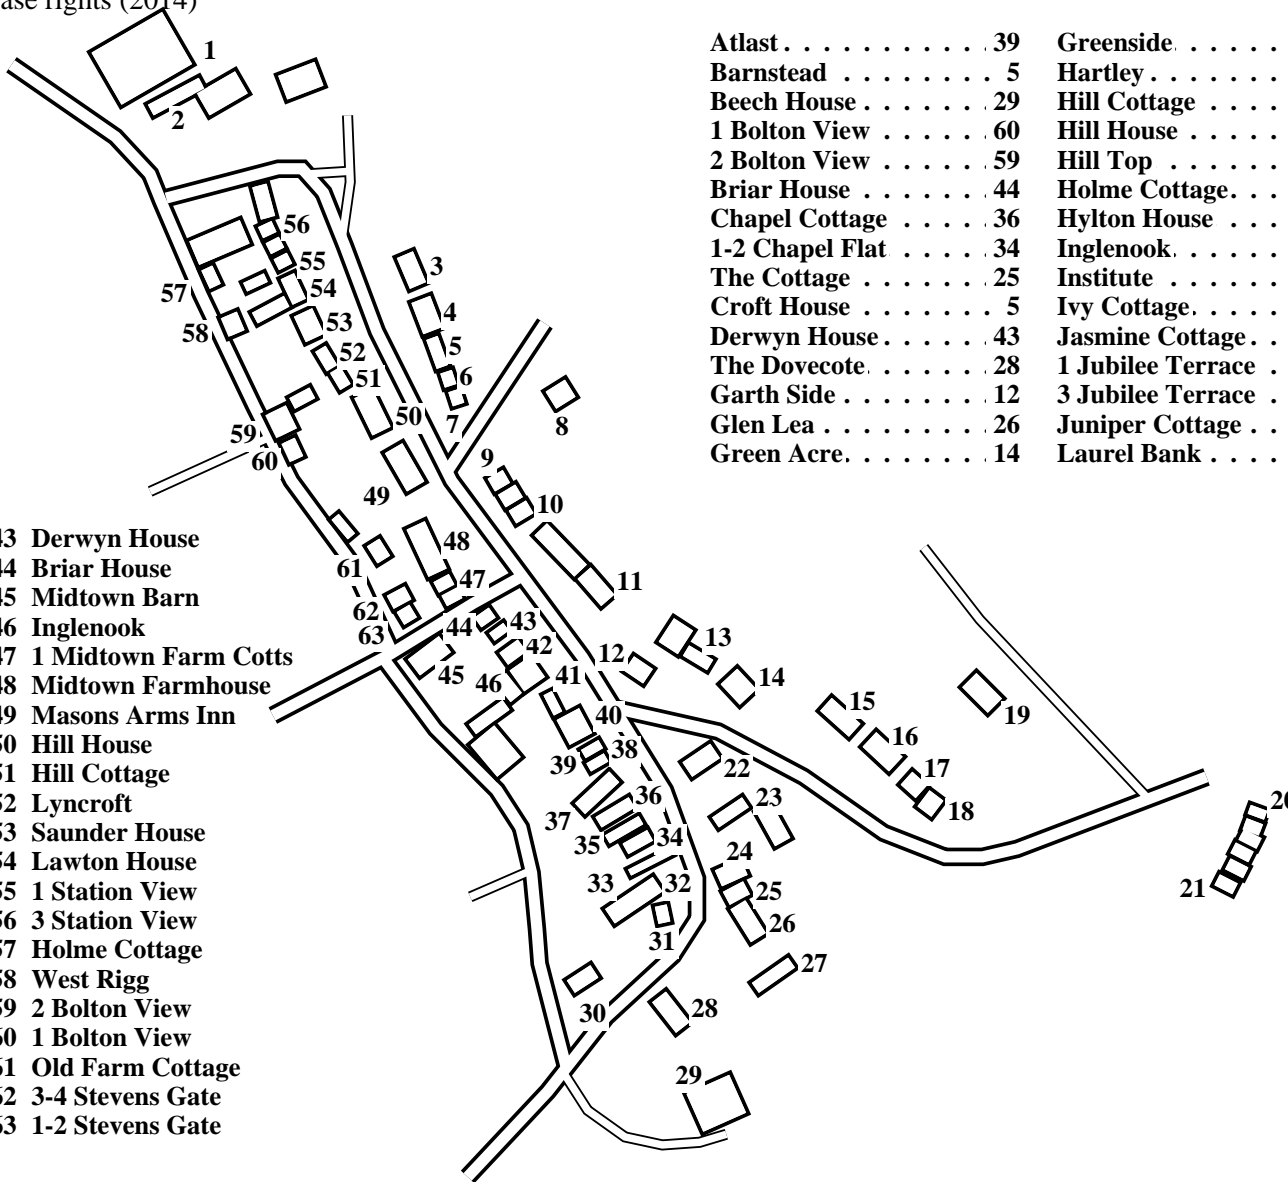 ase rights (2014)
Atlast . . . . . . . . . . . 39
Barnstead . . . . . . . . 5
Beech House . . . . . . . 29
1 Bolton View . . . . . . 60
2 Bolton View . . . . . . 59
Briar House . . . . . . . 44
Chapel Cottage . . . . . 36
1-2 Chapel Flat . . . . . 34
The Cottage . . . . . . . 25
Croft House . . . . . . . 5
Derwyn House . . . . . . 43
The Dovecote . . . . . . 28
Garth Side . . . . . . . . 12
Glen Lea . . . . . . . . . 26
Green Acre . . . . . . . . 14
Greenside . . . . . .
Hartley . . . . . . .
Hill Cottage . . . .
Hill House . . . . .
Hill Top . . . . . .
Holme Cottage . . .
Hylton House . . .
Inglenook . . . . . .
Institute . . . . . .
Ivy Cottage . . . . .
Jasmine Cottage . .
1 Jubilee Terrace .
3 Jubilee Terrace .
Juniper Cottage . .
Laurel Bank . . . .
43 Derwyn House
44 Briar House
45 Midtown Barn
46 Inglenook
47 1 Midtown Farm Cotts
48 Midtown Farmhouse
49 Masons Arms Inn
50 Hill House
51 Hill Cottage
52 Lyncroft
53 Saunder House
54 Lawton House
55 1 Station View
56 3 Station View
57 Holme Cottage
58 West Rigg
59 2 Bolton View
60 1 Bolton View
61 Old Farm Cottage
62 3-4 Stevens Gate
63 1-2 Stevens Gate
1
2
3
4
5
6
7
8
9
10
11
12
13
14
15
16
17
18
19
20
21
22
23
24
25
26
27
28
29
30
31
32
33
34
35
36
37
38
39
40
41
42
43
44
45
46
47
48
49
50
51
52
53
54
55
56
57
58
59
60
61
62
63